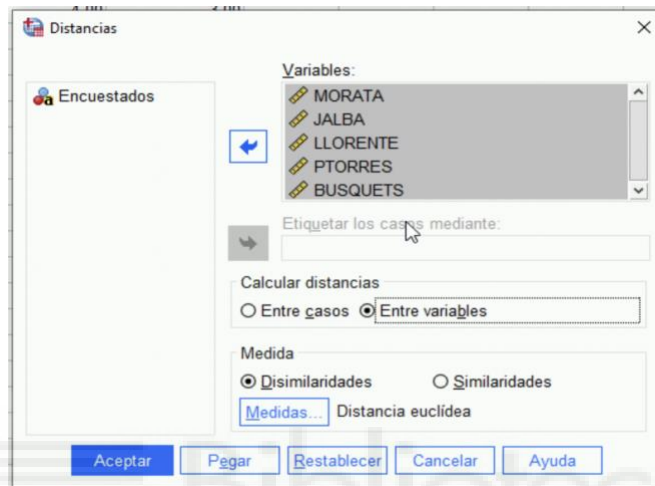 Distancias
Variables:
Encuestados
MORATA
JALBA
LLORENTE
PTORRES
BUSQUETS
Etiquetar los casos mediante:
Calcular distancias
Entre casos Entre variables
Medida
Disimilaridades Similaridades
Medidas... Distancia euclídea
Aceptar Pegar Restablecer Cancelar Ayuda